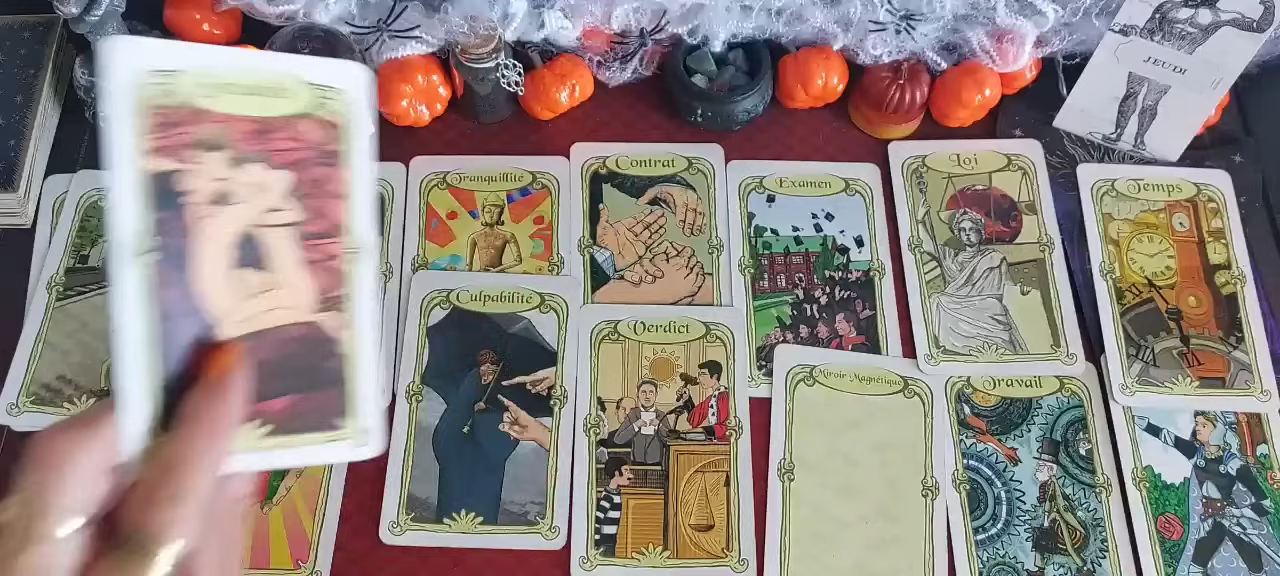 JEUDI
Tranquillité
Contrat
Examen
Loi
Temps
Culpabilité
Verdict
Miroir Magnétique
Travail